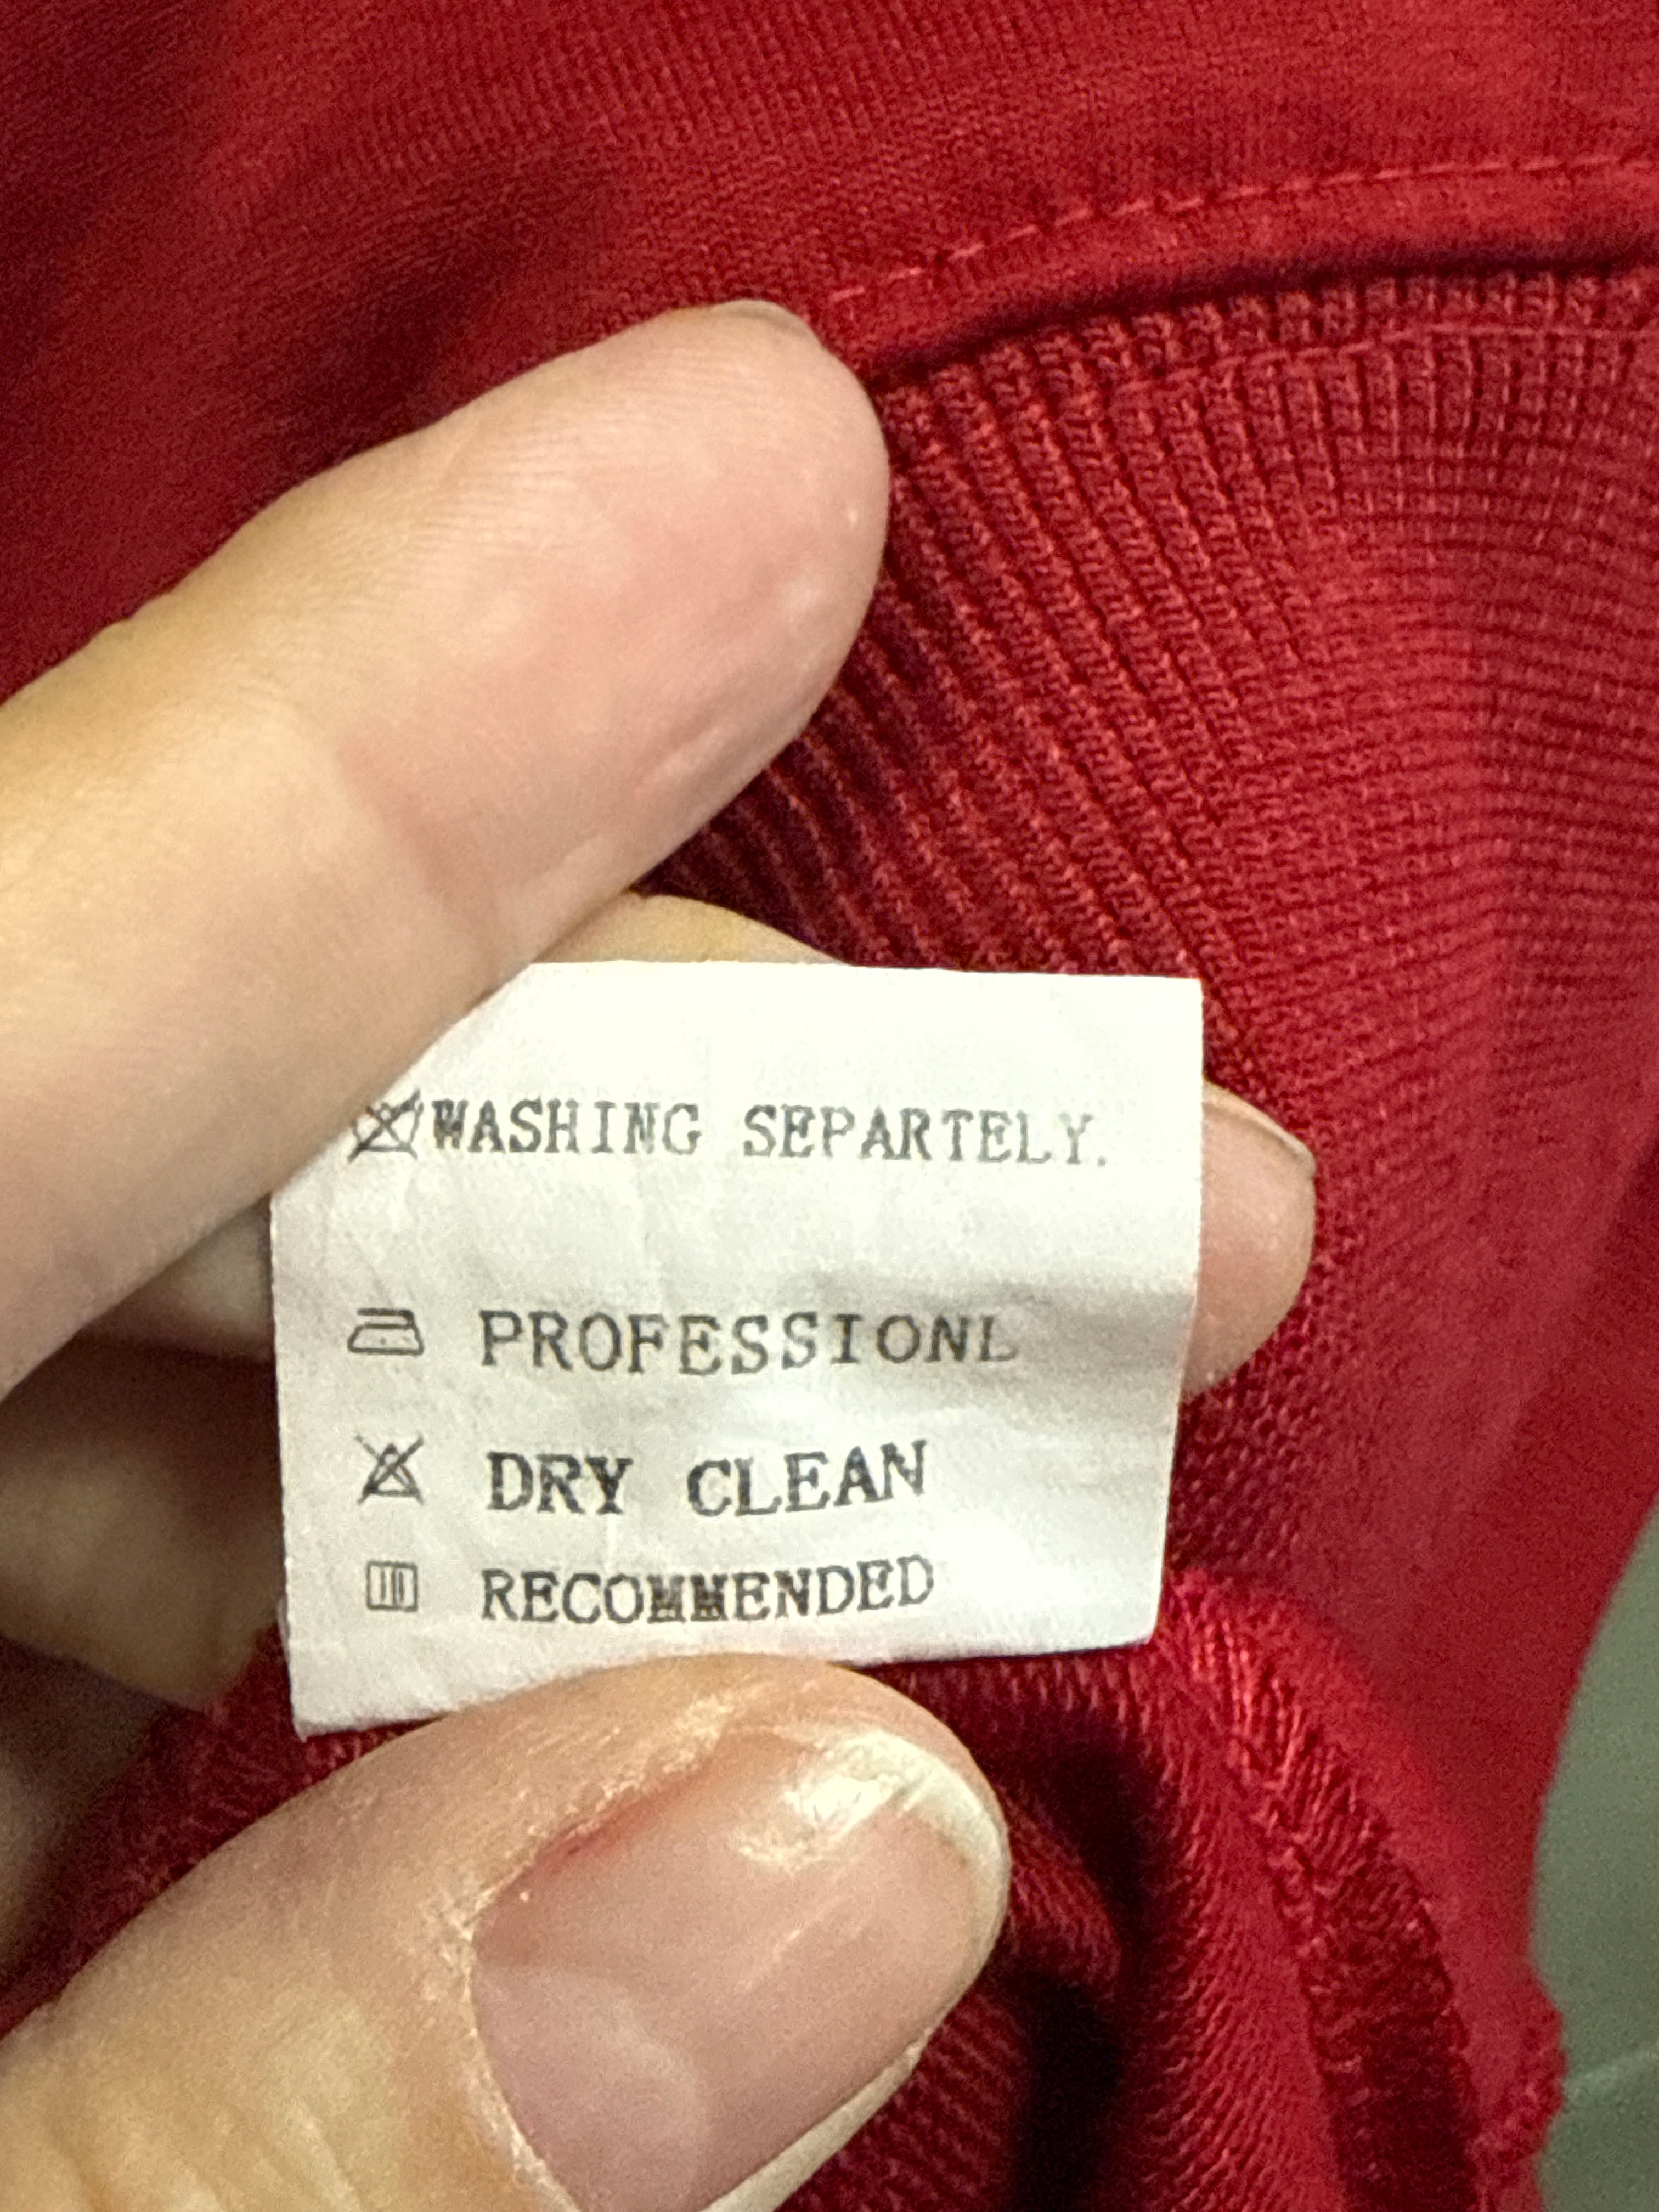 WASHING SEPARTELY.
PROFESSIONL
DRY CLEAN
RECOMMENDED